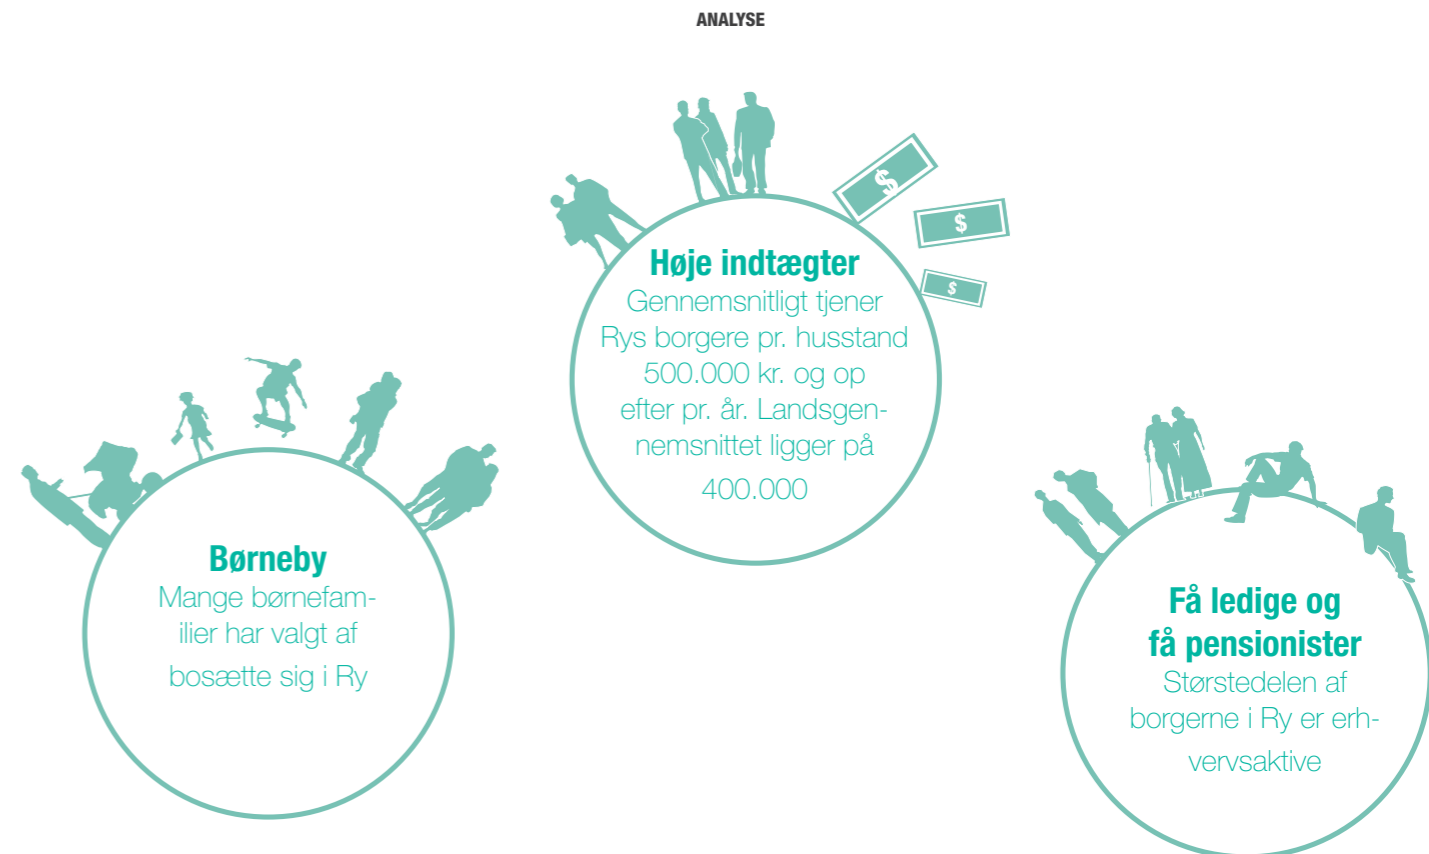 ANALYSE
Høje indtægter
Gennemsnitligt tjener
Rys borgere pr. husstand
500.000 kr. og op
efter pr. år. Landsgen-
nemsnittet ligger på
400.000
$
$
$
Børneby
Mange børnefam-
ilier har valgt af
bosætte sig i Ry
Få ledige og
få pensionister
Størstedelen af
borgerne i Ry er erh-
vervsaktive